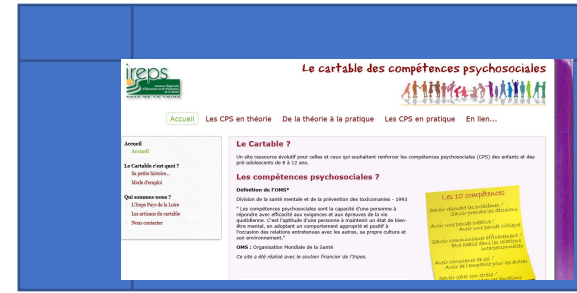 ireps
Le cartable des compétences psychosociales
PAYS DE LA LOIRE
Accueil Les CPS en théorie De la théorie à la pratique Les CPS en pratique En lien...
Accueil
Accueil
Le Cartable c'est quoi ?
Sa petite histoire...
Mode d'emploi
Qui sommes-nous ?
L'Ireps Pays de la Loire
Les artisans du cartable
Nous contacter
Le Cartable ?
Un site ressource évolutif pour celles et ceux qui souhaitent renforcer les compétences psychosociales (CPS) des enfants et des
pré-adolescents de 8 à 12 ans.
Les compétences psychosociales ?
Définition de l'OMS*
Division de la santé mentale et de la prévention des toxicomanies - 1993
" Les compétences psychosociales sont la capacité d'une personne à
répondre avec efficacité aux exigences et aux épreuves de la vie
quotidienne. C'est l'aptitude d'une personne à maintenir un état de bien-
être mental, en adoptant un comportement approprié et positif à
l'occasion des relations entretenues avec les autres, sa propre culture et
son environnement."
OMS : Organisation Mondiale de la Santé
Ce site a été réalisé avec le soutien financier de l'Inpes.
Les 10 compétences
Savoir résoudre les problèmes /
Savoir prendre des décisions
Avoir une pensée créative /
Avoir une pensée critique
Savoir communiquer efficacement /
Être habile dans les relations
interpersonnelles
Avoir conscience de soi /
Avoir de l'empathie pour les autres
Savoir gérer son stress /